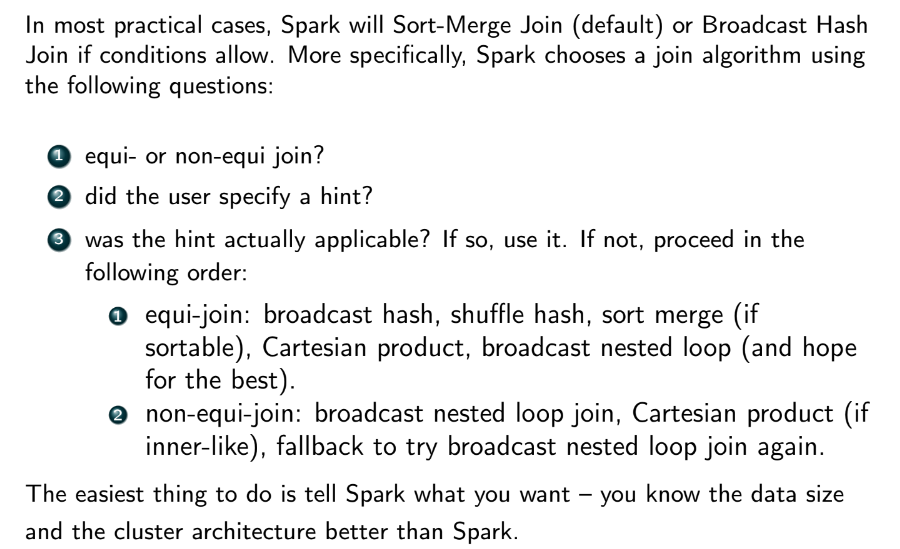 In most practical cases, Spark will Sort-Merge Join (default) or Broadcast Hash
Join if conditions allow. More specifically, Spark chooses a join algorithm using
the following questions:
1 equi- or non-equi join?
2 did the user specify a hint?
3 was the hint actually applicable? If so, use it. If not, proceed in the
following order:
1 equi-join: broadcast hash, shuffle hash, sort merge (if
sortable), Cartesian product, broadcast nested loop (and hope
for the best).
2 non-equi-join: broadcast nested loop join, Cartesian product (if
inner-like), fallback to try broadcast nested loop join again.
The easiest thing to do is tell Spark what you want – you know the data size
and the cluster architecture better than Spark.